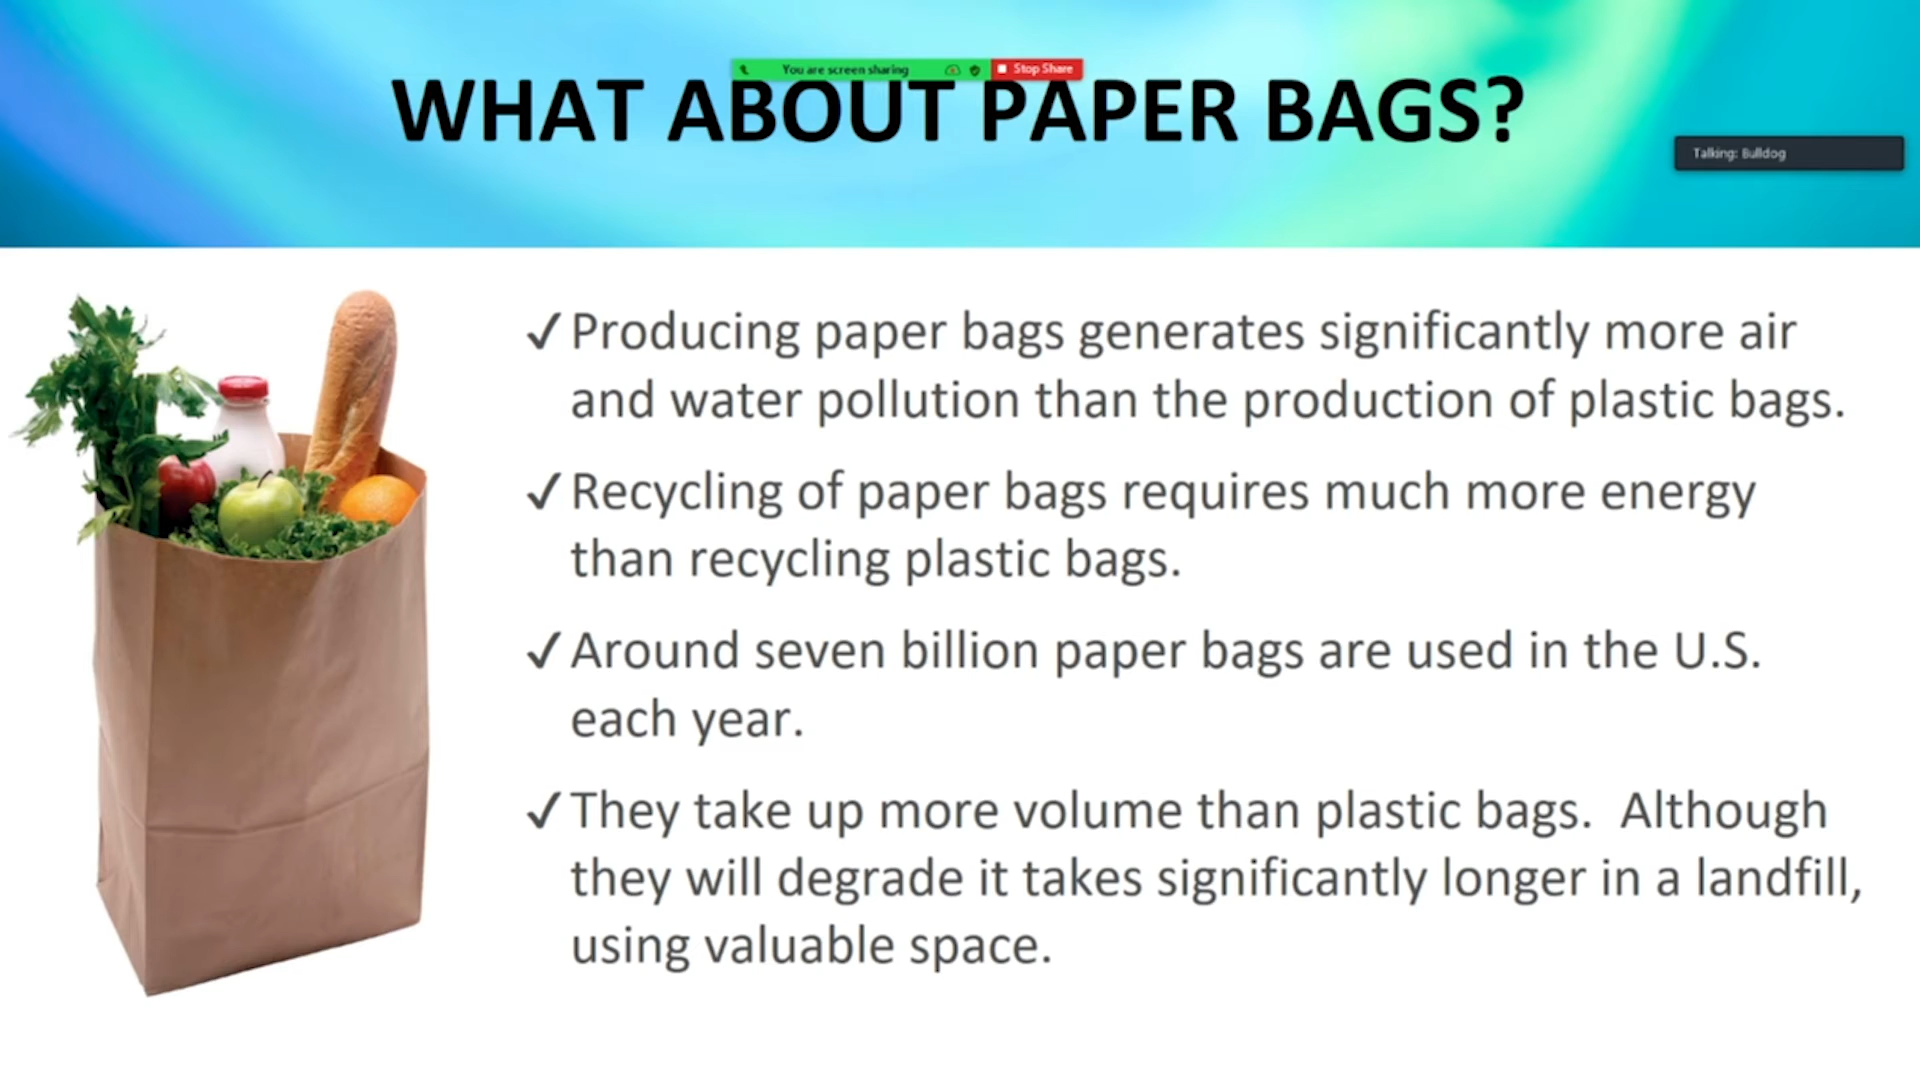 You are screen sharing
Stop Share
WHAT ABOUT PAPER BAGS?
Talking: Bulldog
✓Producing paper bags generates significantly more air
and water pollution than the production of plastic bags.
✓Recycling of paper bags requires much more energy
than recycling plastic bags.
✓Around seven billion paper bags are used in the U.S.
each year.
✓They take up more volume than plastic bags.  Although
they will degrade it takes significantly longer in a landfill,
using valuable space.